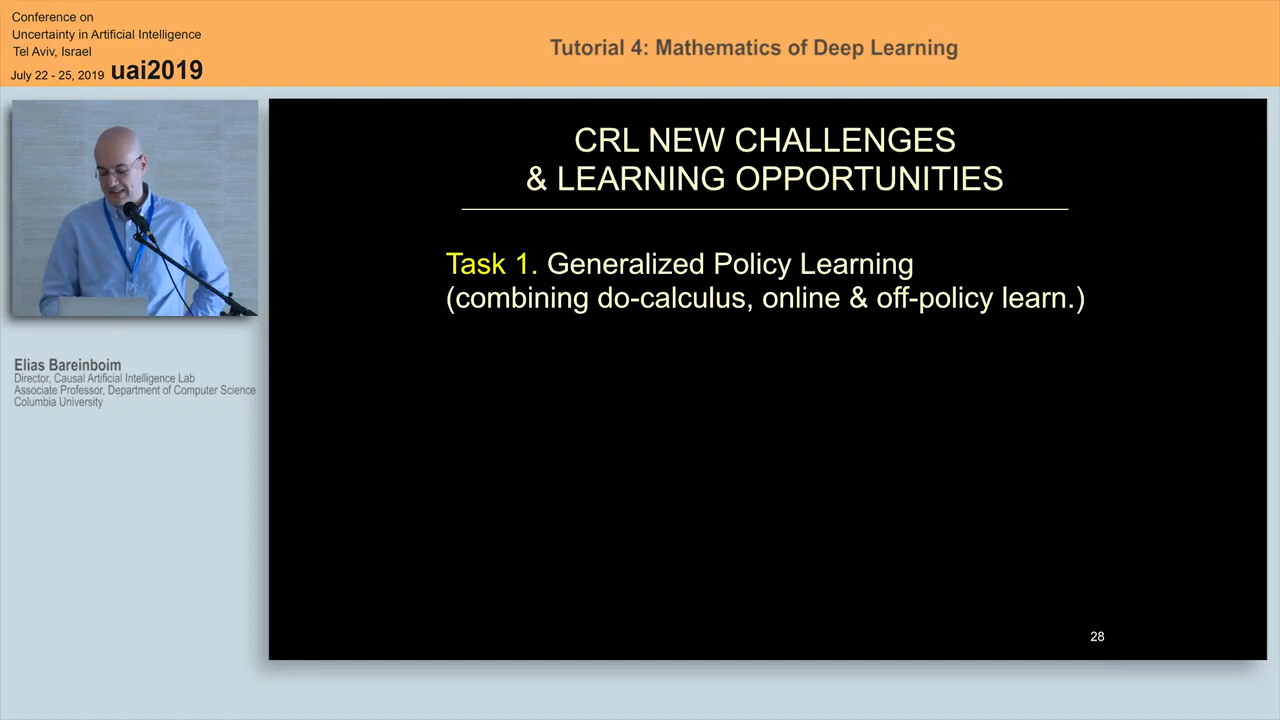 Conference on
Uncertainty in Artificial Intelligence
Tel Aviv, Israel
July 22 - 25, 2019 uai2019
Tutorial 4: Mathematics of Deep Learning
Elias Bareinboim
Director, Causal Artificial Intelligence Lab
Associate Professor, Department of Computer Science
Columbia University
CRL NEW CHALLENGES
& LEARNING OPPORTUNITIES
Task 1. Generalized Policy Learning
(combining do-calculus, online & off-policy learn.)
28